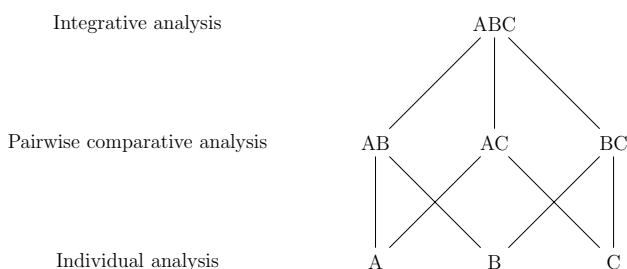 Integrative analysis ABC
Pairwise comparative analysis AB AC BC
Individual analysis A B C